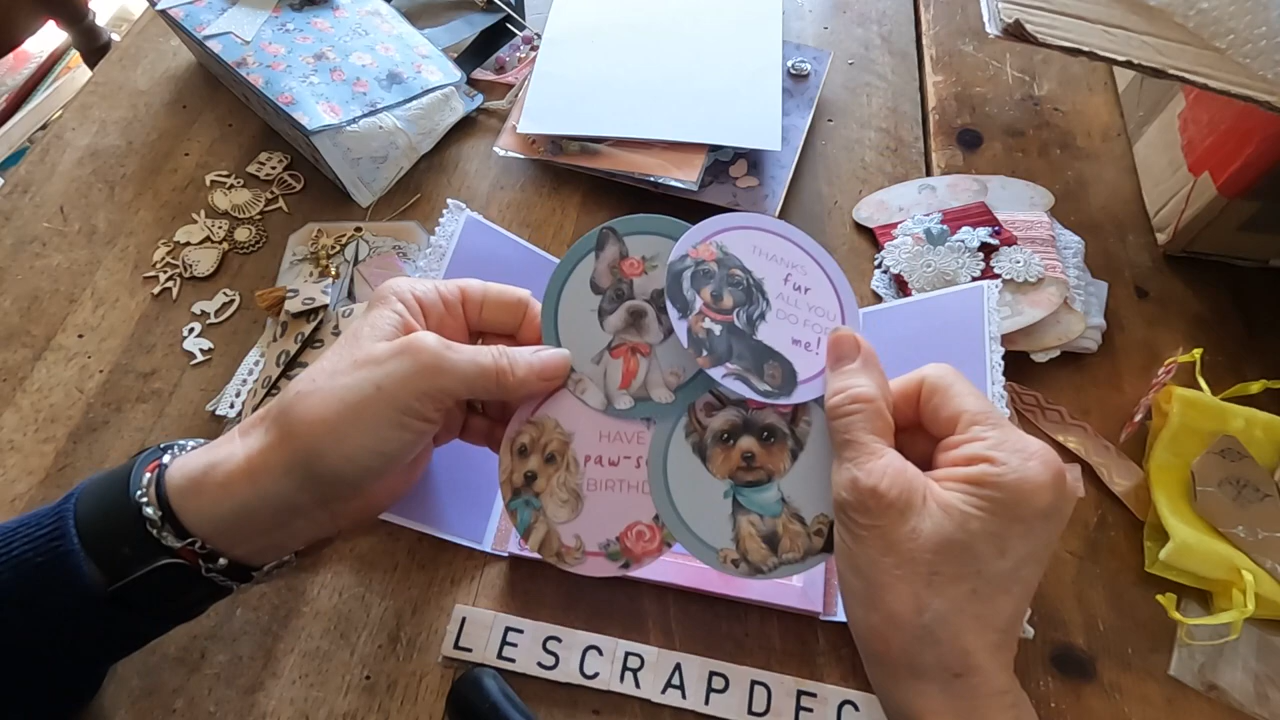 THANKS
fur
ALL YOU
DO FOR
me!
HAVE
BIRTHD
LESCRAPDEC